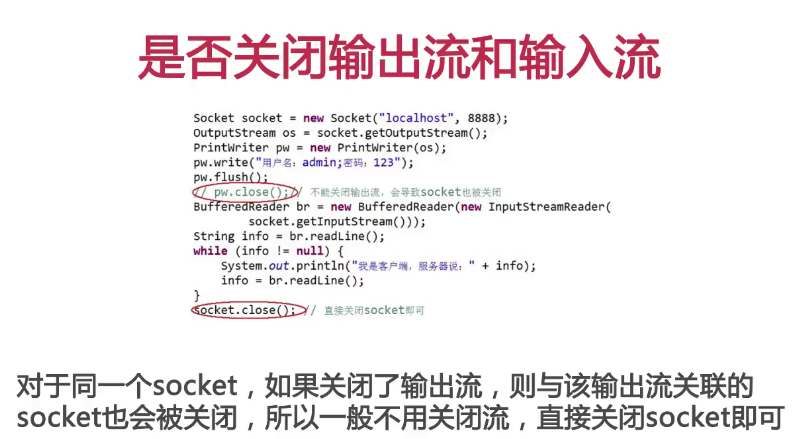 是否关闭输出流和输入流
Socket socket = new Socket("localhost", 8888);
OutputStream os = socket.getOutputStream();
PrintWriter pw = new PrintWriter(os);
pw.write("用户名：admin;密码：123");
pw.flush();
// pw.close();// 不能关闭输出流，会导致socket也被关闭
BufferedReader br = new BufferedReader(new InputStreamReader(
socket.getInputStream()));
String info = br.readLine();
while (info != null) {
System.out.println("我是客户端，服务器说：" + info);
info = br.readLine();
}
socket.close(); // 直接关闭socket即可
对于同一个socket，如果关闭了输出流，则与该输出流关联的
socket也会被关闭，所以一般不用关闭流，直接关闭socket即可